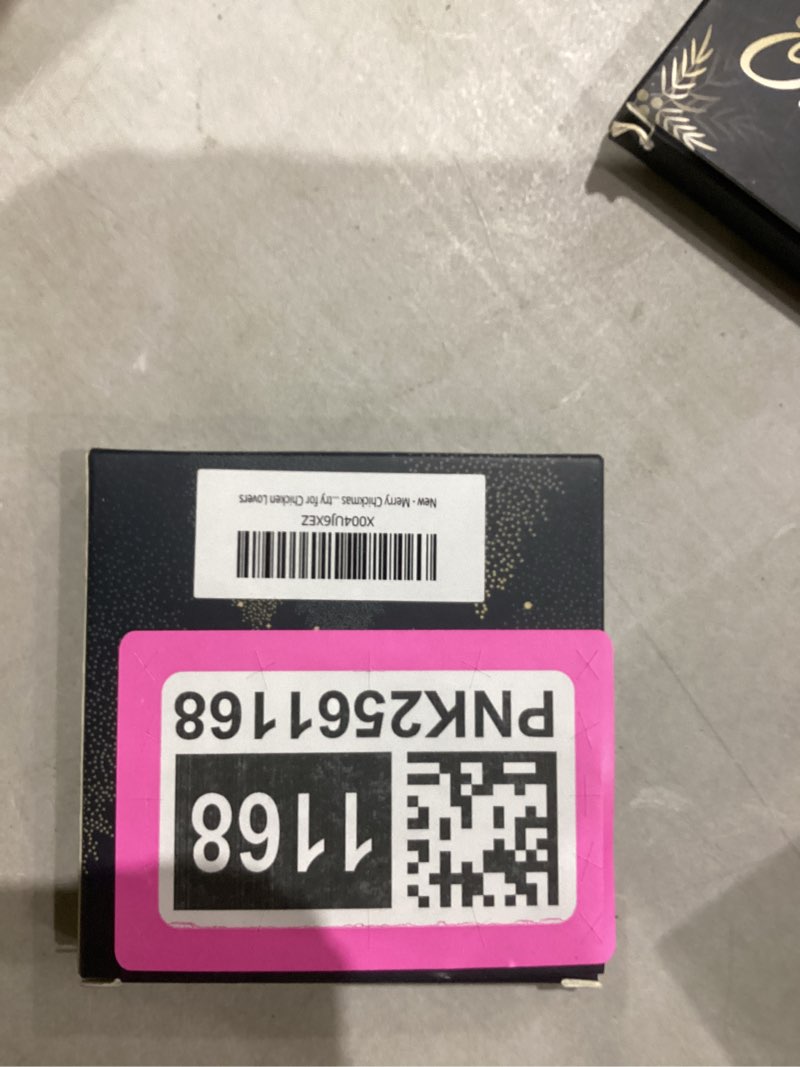 1168
PNK2561168
X004UJ6XEZ
New - Merry Chickmas ...try for Chicken Lovers